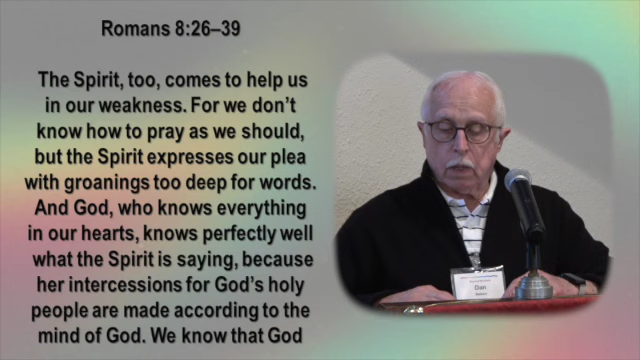 Romans 8:26–39
The Spirit, too, comes to help us
in our weakness. For we don't
know how to pray as we should,
but the Spirit expresses our plea
with groanings too deep for words.
And God, who knows everything
in our hearts, knows perfectly well
what the Spirit is saying, because
her intercessions for God's holy
people are made according to the
mind of God. We know that God
Dan